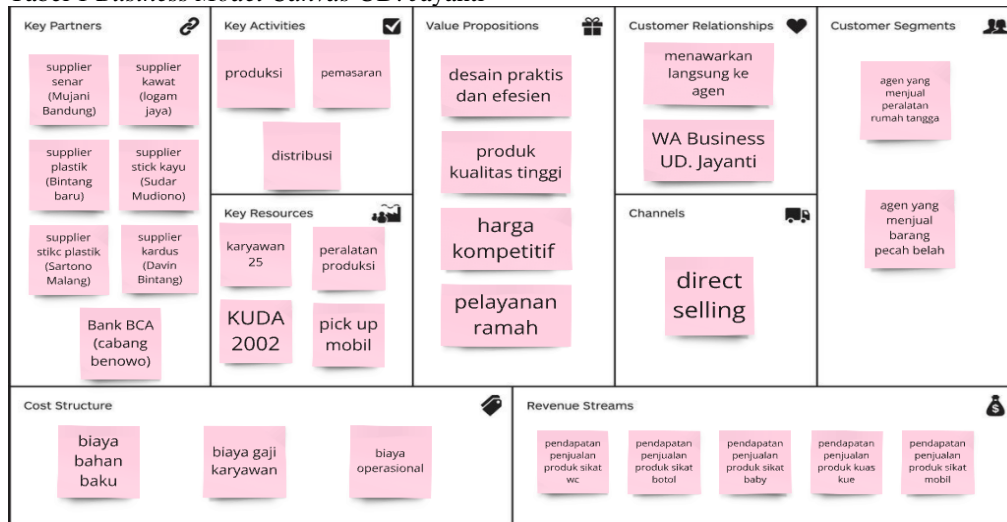 Tabel 1 Business Model Canvas UD. Jayanti
Key Partners
supplier
senar
(Mujani
Bandung)
supplier
kawat
(logam
jaya)
supplier
plastik
(Bintang
baru)
supplier
stick kayu
(Sudar
Mudiono)
supplier
stikc plastik
(Sartono
Malang)
supplier
kardus
(Davin
Bintang)
Bank BCA
(cabang
benowo)
Key Activities
produksi
pemasaran
distribusi
Key Resources
karyawan
25
peralatan
produksi
KUDA
2002
pick up
mobil
Value Propositions
desain praktis
dan efesien
produk
kualitas tinggi
harga
kompetitif
pelayanan
ramah
Customer Relationships
menawarkan
langsung ke
agen
WA Business
UD. Jayanti
Channels
direct
selling
Customer Segments
agen yang
menjual
peralatan
rumah tangga
agen yang
menjual
barang
pecah belah
Cost Structure
biaya
bahan
baku
biaya gaji
karyawan
biaya
operasional
Revenue Streams
pendapatan
penjualan
produk sikat
wc
pendapatan
penjualan
produk sikat
botol
pendapatan
penjualan
produk sikat
baby
pendapatan
penjualan
produk kuas
kue
pendapatan
penjualan
produk sikat
mobil